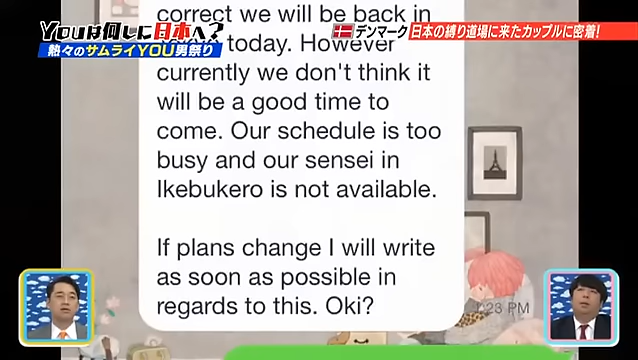 YOUは何しに日本へ?
熱々のサムライYOU男祭り
デンマーク 日本の縛り道場に来たカップルに密着!
correct we will be back in
today. However
currently we don't think it
will be a good time to
come. Our schedule is too
busy and our sensei in
Ikebukero is not available.
If plans change I will write
as soon as possible in
regards to this. Oki?
:23 PM